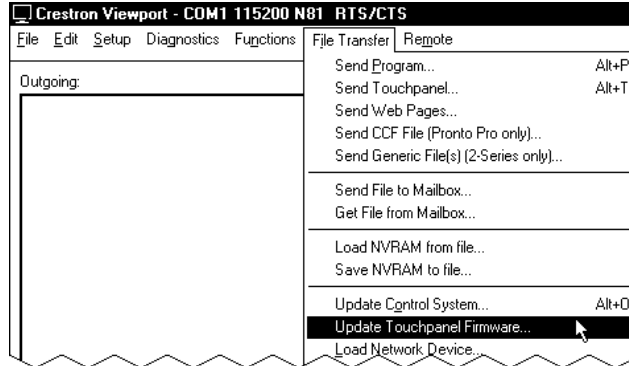 Crestron Viewport - COM1 115200 N81 RTS/CTS
File Edit Setup Diagnostics Functions File Transfer Remote
Outgoing:
Send Program... Alt+P
Send Touchpanel... Alt+T
Send Web Pages...
Send CCF File (Pronto Pro only)...
Send Generic File(s) (2-Series only)...
Send File to Mailbox...
Get File from Mailbox...
Load NVRAM from file...
Save NVRAM to file...
Update Control System... Alt+O
Update Touchpanel Firmware...
Load Network Device...